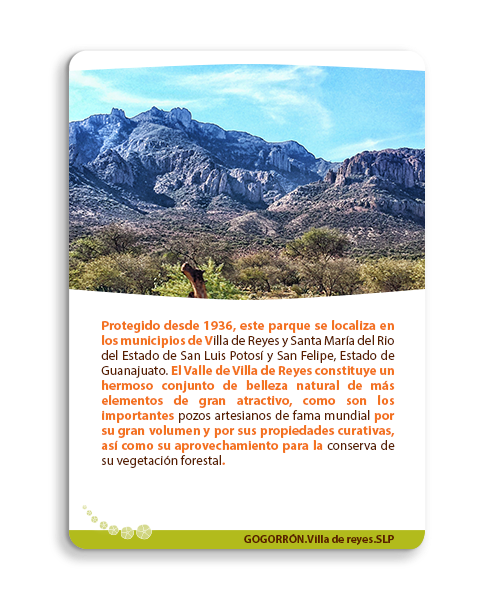 Protegido desde 1936, este parque se localiza en
los municipios de Villa de Reyes y Santa María del Rio
del Estado de San Luis Potosí y San Felipe, Estado de
Guanajuato. El Valle de Villa de Reyes constituye un
hermoso conjunto de belleza natural de más
elementos de gran atractivo, como son los
importantes pozos artesianos de fama mundial por
su gran volumen y por sus propiedades curativas,
así como su aprovechamiento para la conserva de
su vegetación forestal.
GOGORRÓN.Villa de reyes.SLP